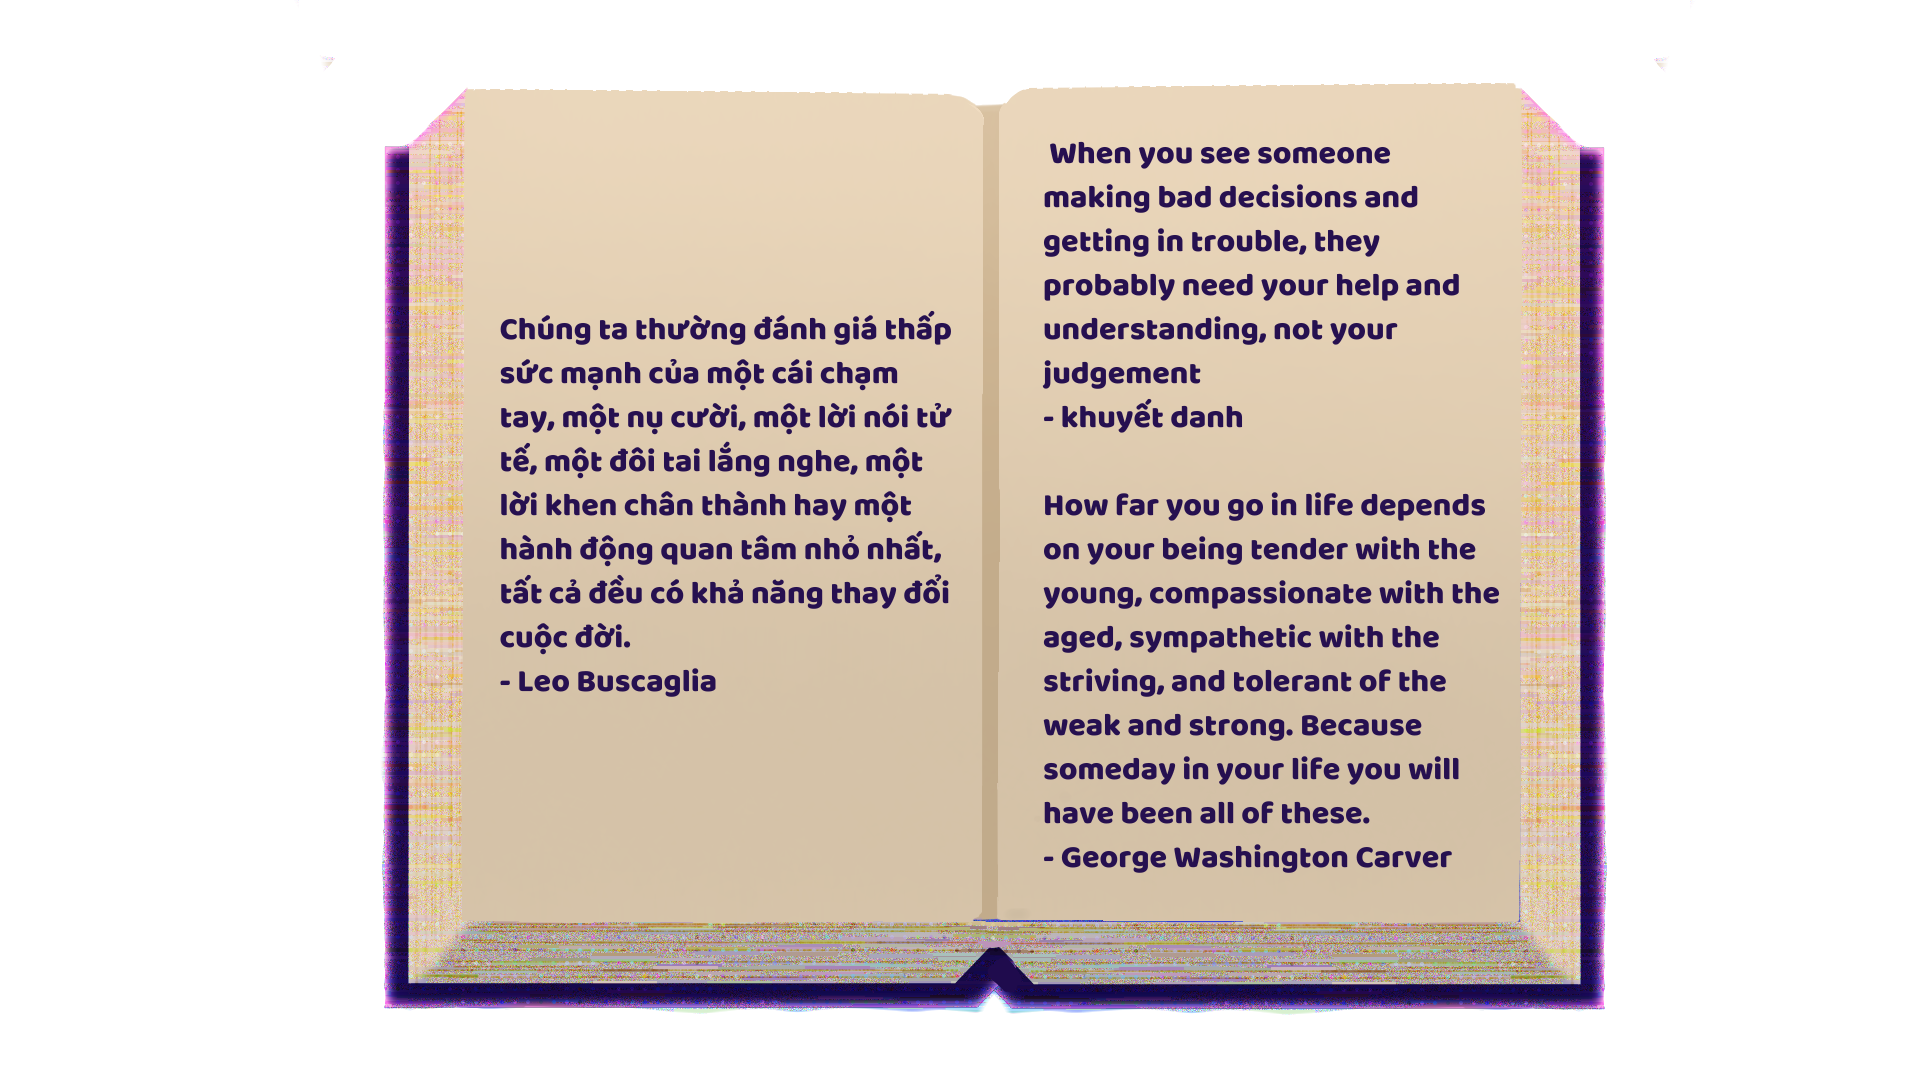 Chúng ta thường đánh giá thấp
sức mạnh của một cái chạm
tay, một nụ cười, một lời nói tử
tế, một đôi tai lắng nghe, một
lời khen chân thành hay một
hành động quan tâm nhỏ nhất,
tất cả đều có khả năng thay đổi
cuộc đời.
- Leo Buscaglia
When you see someone
making bad decisions and
getting in trouble, they
probably need your help and
understanding, not your
judgement
- khuyết danh
How far you go in life depends
on your being tender with the
young, compassionate with the
aged, sympathetic with the
striving, and tolerant of the
weak and strong. Because
someday in your life you will
have been all of these.
- George Washington Carver